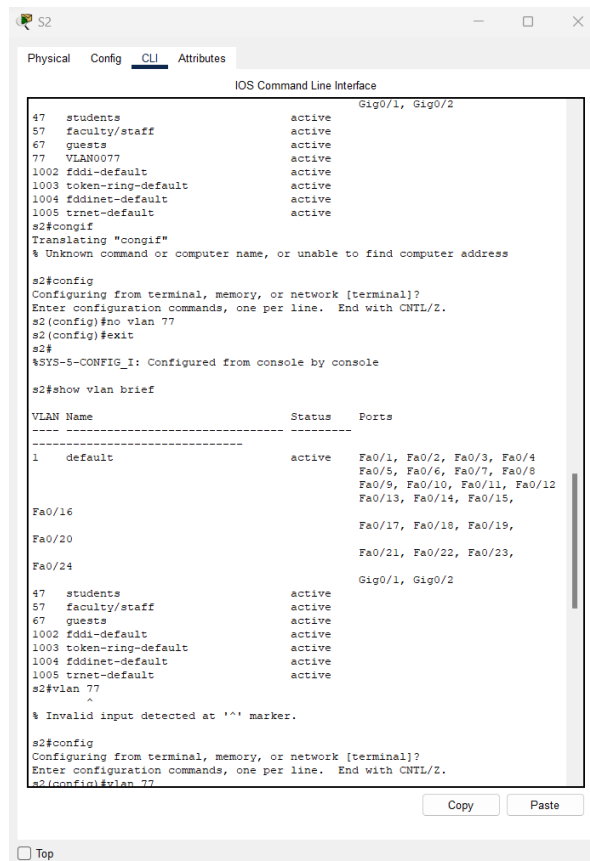 S2
Physical Config CLI Attributes
IOS Command Line Interface
Gig0/1, Gig0/2
47 students active
57 faculty/staff active
67 guests active
77 VLAN0077 active
1002 fddi-default active
1003 token-ring-default active
1004 fddinet-default active
1005 trnet-default active
s2#congif
Translating "congif"
% Unknown command or computer name, or unable to find computer address
s2#config
Configuring from terminal, memory, or network [terminal]?
Enter configuration commands, one per line. End with CNTL/Z.
s2(config)#no vlan 77
s2(config)#exit
s2#
%SYS-5-CONFIG_I: Configured from console by console
s2#show vlan brief
VLAN Name Status Ports
---- -------------------------------- ---------
-------------------------------
1 default active Fa0/1, Fa0/2, Fa0/3, Fa0/4
Fa0/5, Fa0/6, Fa0/7, Fa0/8
Fa0/9, Fa0/10, Fa0/11, Fa0/12
Fa0/13, Fa0/14, Fa0/15,
Fa0/16
Fa0/17, Fa0/18, Fa0/19,
Fa0/20
Fa0/21, Fa0/22, Fa0/23,
Fa0/24
Gig0/1, Gig0/2
47 students active
57 faculty/staff active
67 guests active
1002 fddi-default active
1003 token-ring-default active
1004 fddinet-default active
1005 trnet-default active
s2#vlan 77
^
% Invalid input detected at '^' marker.
s2#config
Configuring from terminal, memory, or network [terminal]?
Enter configuration commands, one per line. End with CNTL/Z.
s2(config)#vlan 77
Copy Paste
Top